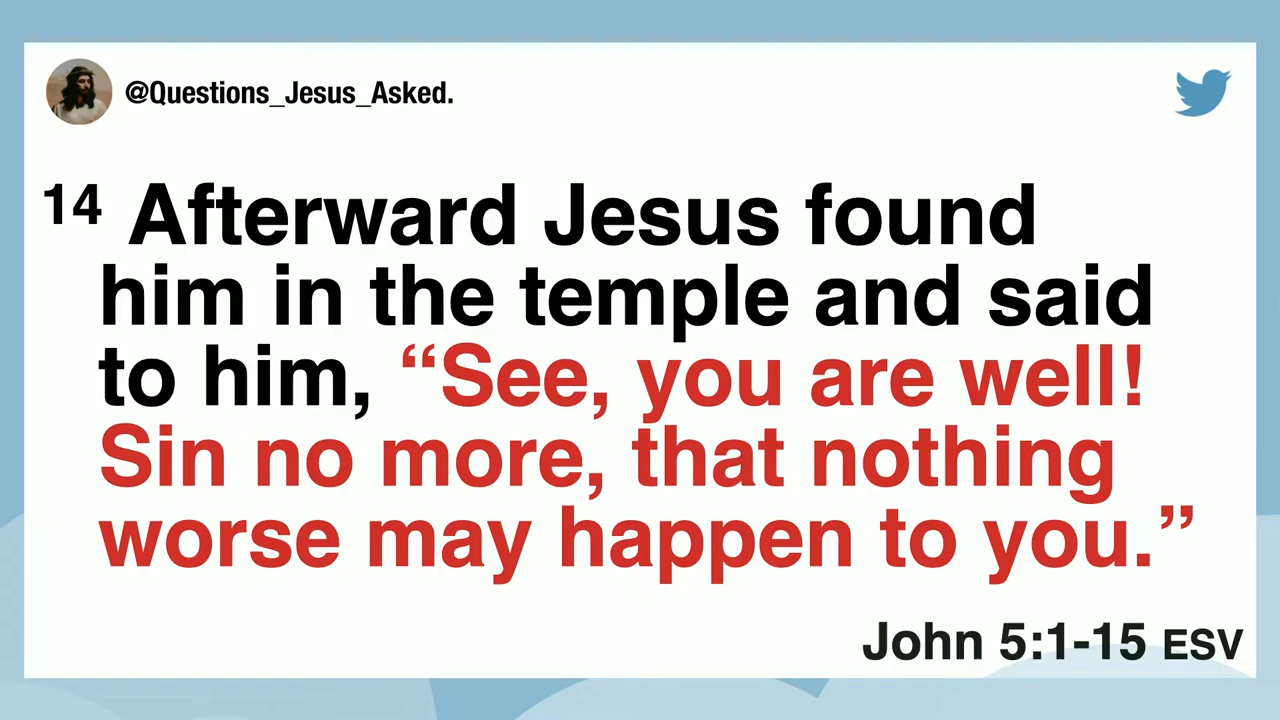 @Questions_Jesus_Asked.
14 Afterward Jesus found
him in the temple and said
to him, “See, you are well!
Sin no more, that nothing
worse may happen to you.”
John 5:1-15 ESV